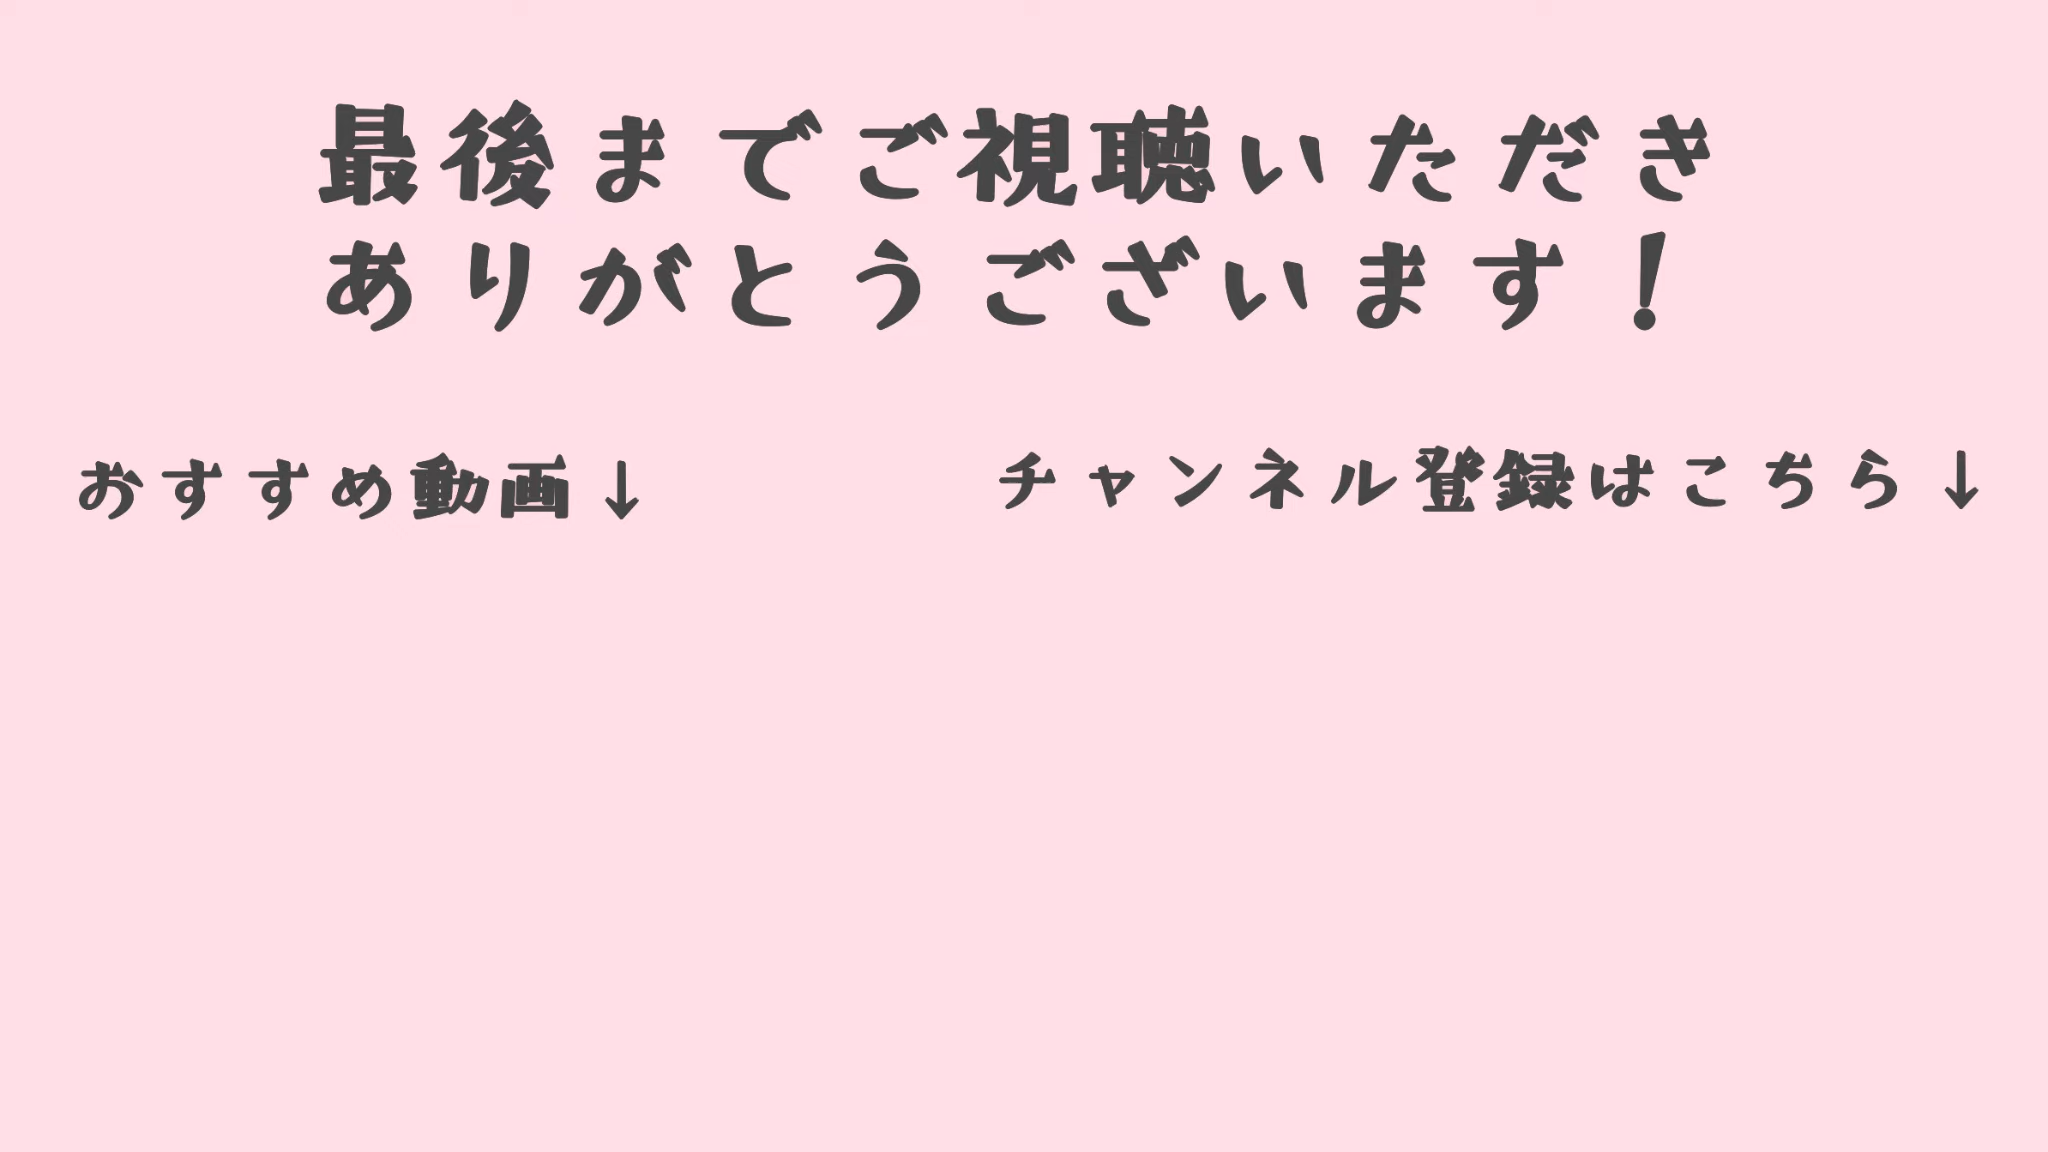 最後までご視聴いただき
ありがとうございます！
おすすめ動画↓
チャンネル登録はこちら↓